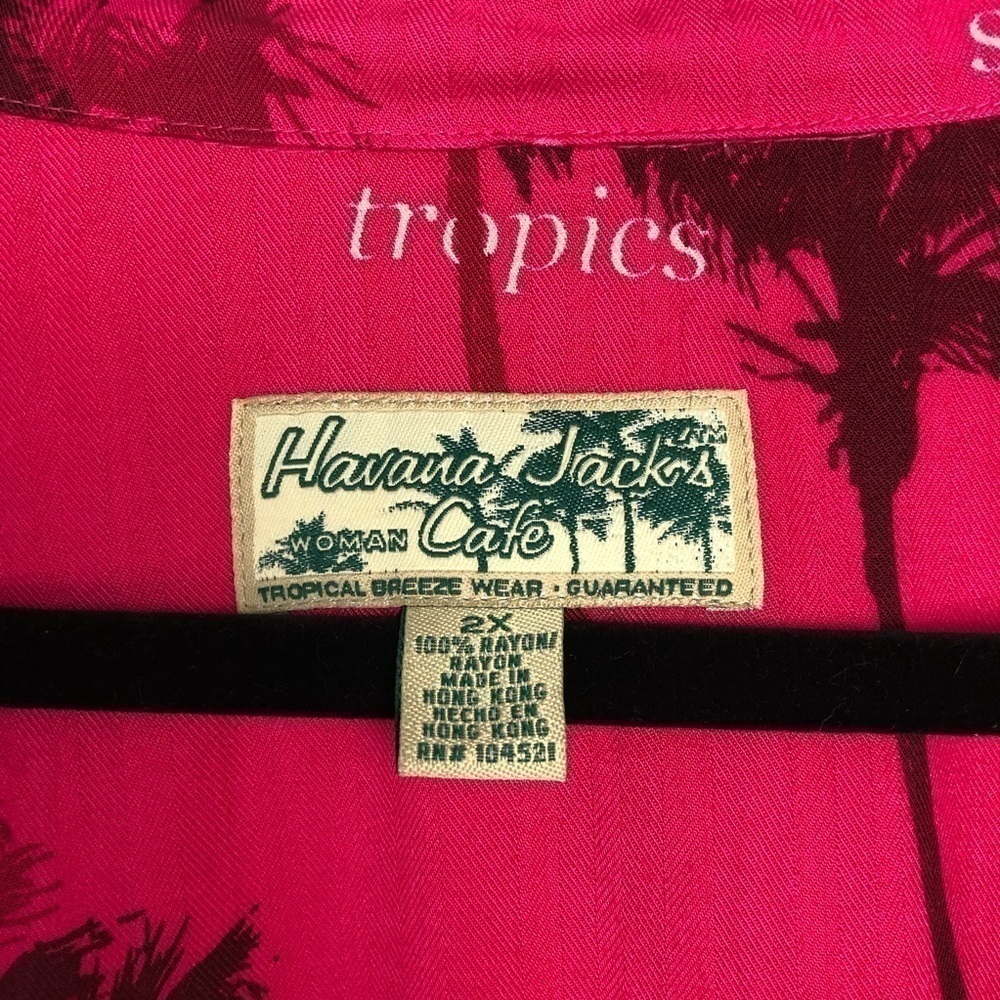 s
tropics
Havana Jack's
TM
WOMAN Cafe
TROPICAL BREEZE WEAR • GUARANTEED
2X
100% RAYON/
RAYON
MADE IN
HONG KONG
HECHO EN
HONG KONG
RN# 104521